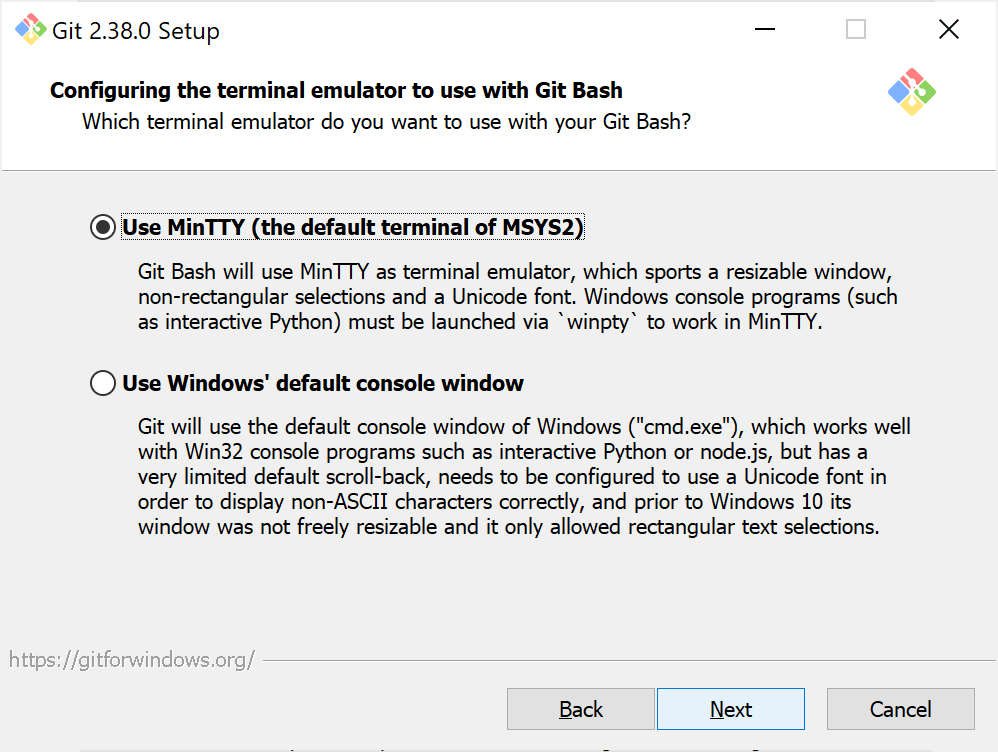 Git 2.38.0 Setup
Configuring the terminal emulator to use with Git Bash
Which terminal emulator do you want to use with your Git Bash?
Use MinTTY (the default terminal of MSYS2)
Git Bash will use MinTTY as terminal emulator, which sports a resizable window,
non-rectangular selections and a Unicode font. Windows console programs (such
as interactive Python) must be launched via `winpty` to work in MinTTY.
Use Windows' default console window
Git will use the default console window of Windows ("cmd.exe"), which works well
with Win32 console programs such as interactive Python or node.js, but has a
very limited default scroll-back, needs to be configured to use a Unicode font in
order to display non-ASCII characters correctly, and prior to Windows 10 its
window was not freely resizable and it only allowed rectangular text selections.
https://gitforwindows.org/
Back Next Cancel